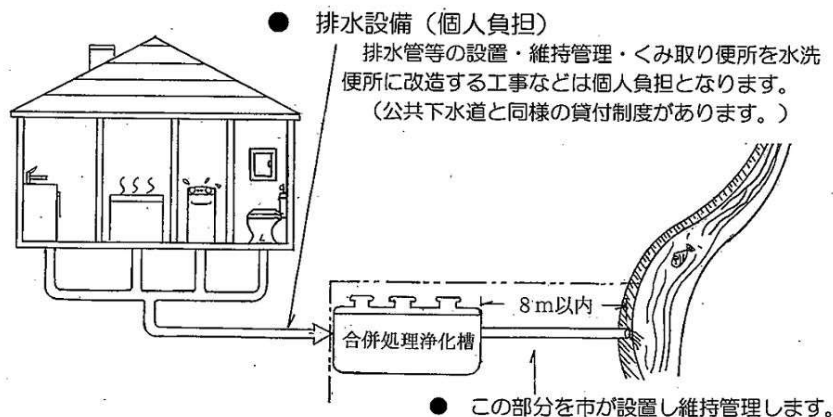 ● 排水設備（個人負担）
排水管等の設置・維持管理・くみ取り便所を水洗
便所に改造する工事などは個人負担となります。
（公共下水道と同様の貸付制度があります。）
8m以内
合併処理浄化槽
● この部分を市が設置し維持管理します。